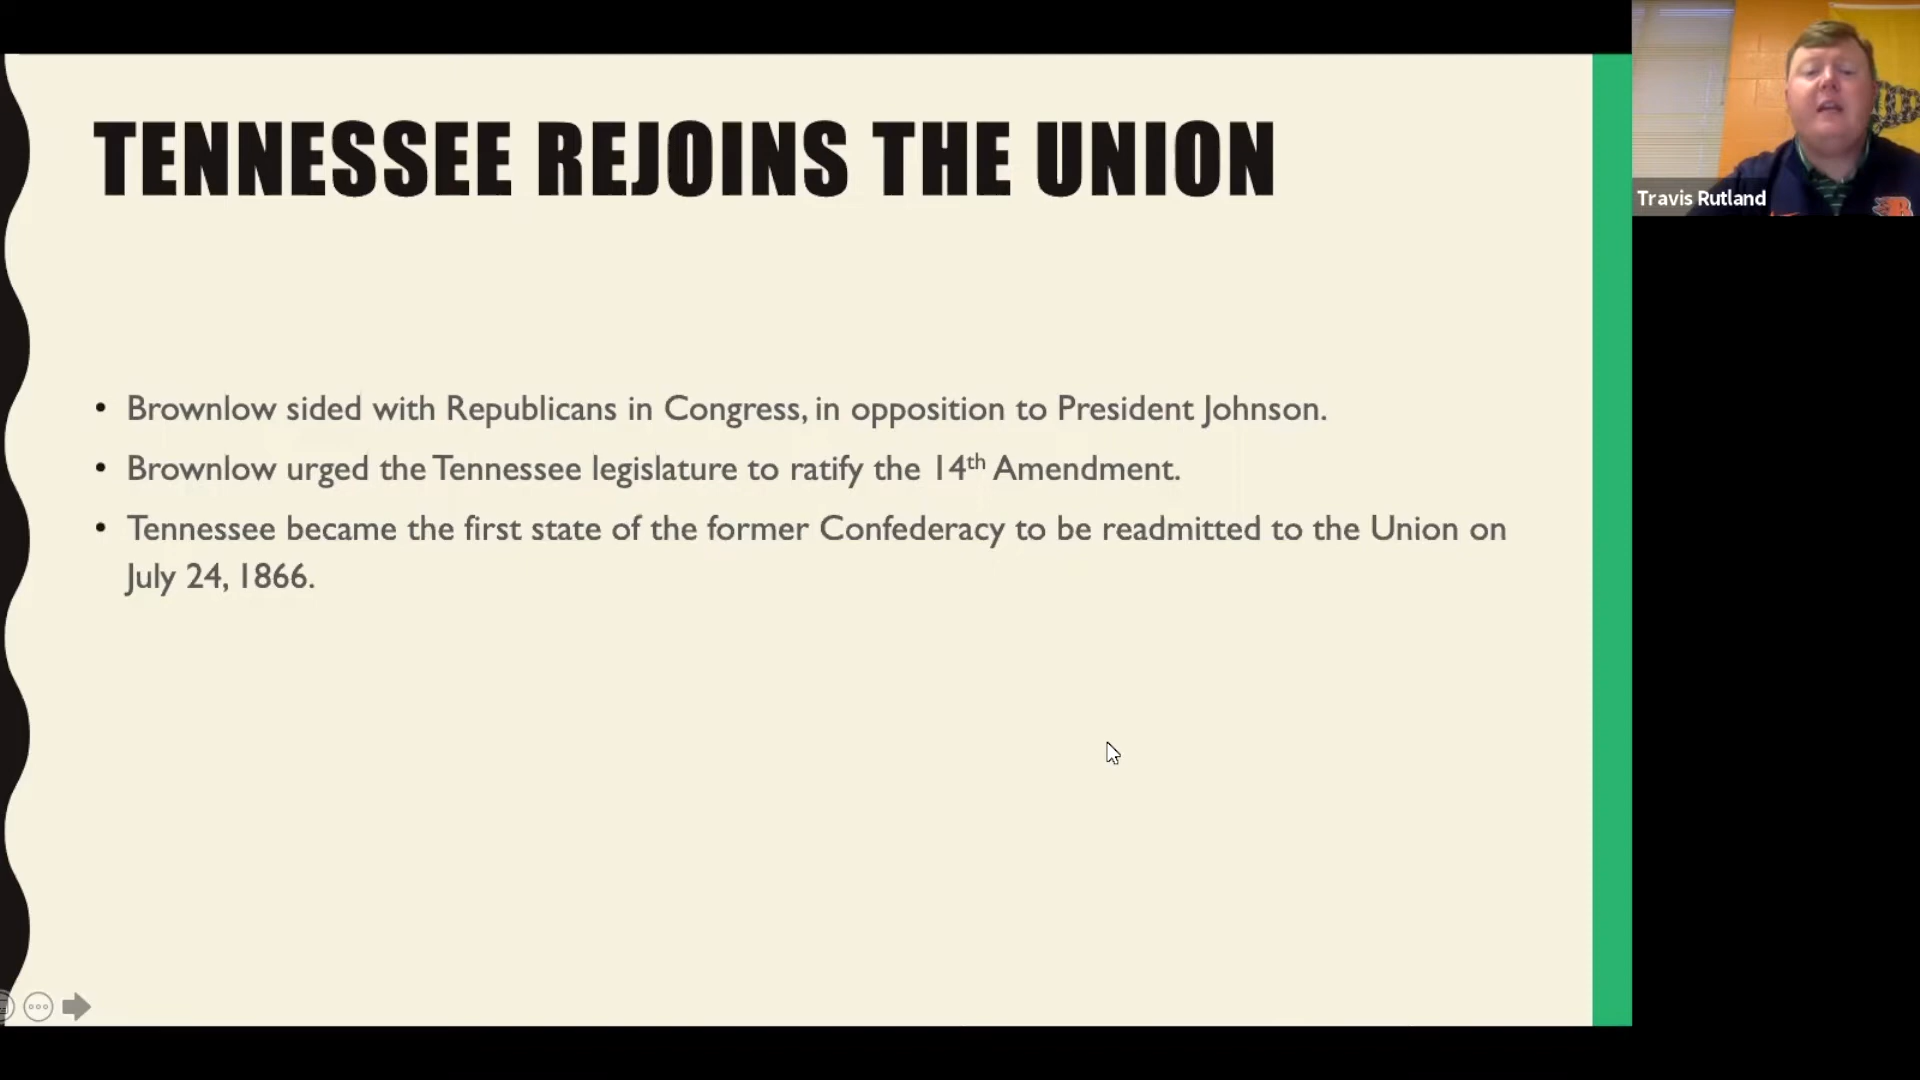 TENNESSEE REJOINS THE UNION
Travis Rutland
• Brownlow sided with Republicans in Congress, in opposition to President Johnson.
• Brownlow urged the Tennessee legislature to ratify the 14th Amendment.
• Tennessee became the first state of the former Confederacy to be readmitted to the Union on
July 24, 1866.